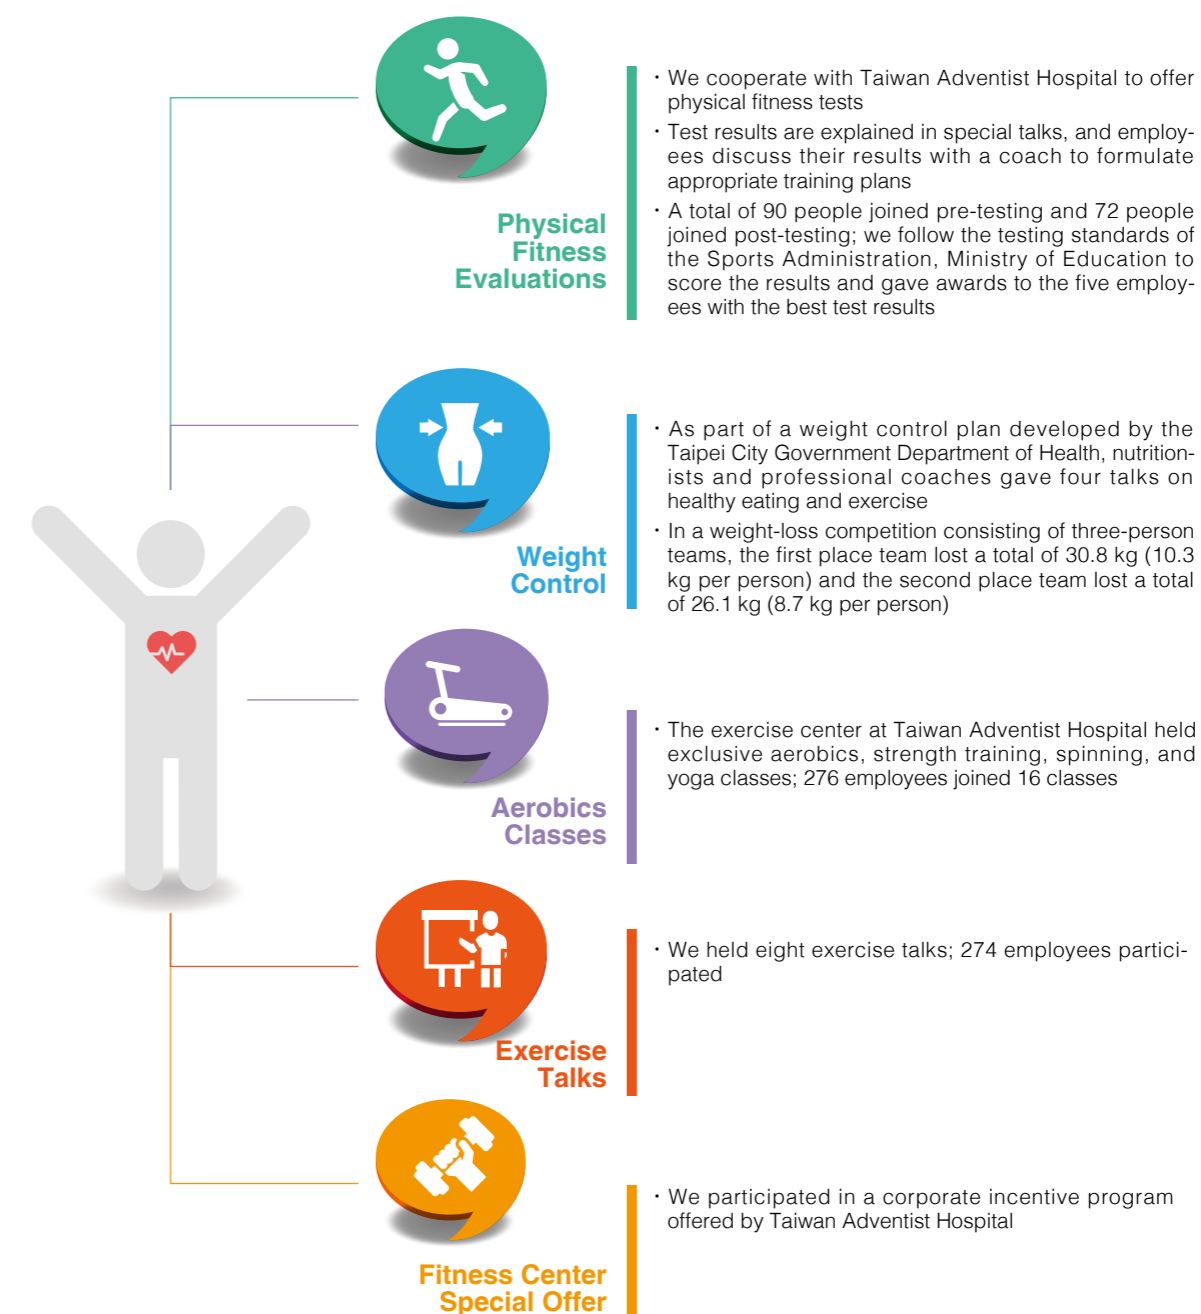 Physical
Fitness
Evaluations
· We cooperate with Taiwan Adventist Hospital to offer
physical fitness tests
· Test results are explained in special talks, and employ-
ees discuss their results with a coach to formulate
appropriate training plans
· A total of 90 people joined pre-testing and 72 people
joined post-testing; we follow the testing standards of
the Sports Administration, Ministry of Education to
score the results and gave awards to the five employ-
ees with the best test results
Weight
Control
· As part of a weight control plan developed by the
Taipei City Government Department of Health, nutrition-
ists and professional coaches gave four talks on
healthy eating and exercise
· In a weight-loss competition consisting of three-person
teams, the first place team lost a total of 30.8 kg (10.3
kg per person) and the second place team lost a total
of 26.1 kg (8.7 kg per person)
Aerobics
Classes
· The exercise center at Taiwan Adventist Hospital held
exclusive aerobics, strength training, spinning, and
yoga classes; 276 employees joined 16 classes
Exercise
Talks
· We held eight exercise talks; 274 employees partici-
pated
Fitness Center
Special Offer
· We participated in a corporate incentive program
offered by Taiwan Adventist Hospital